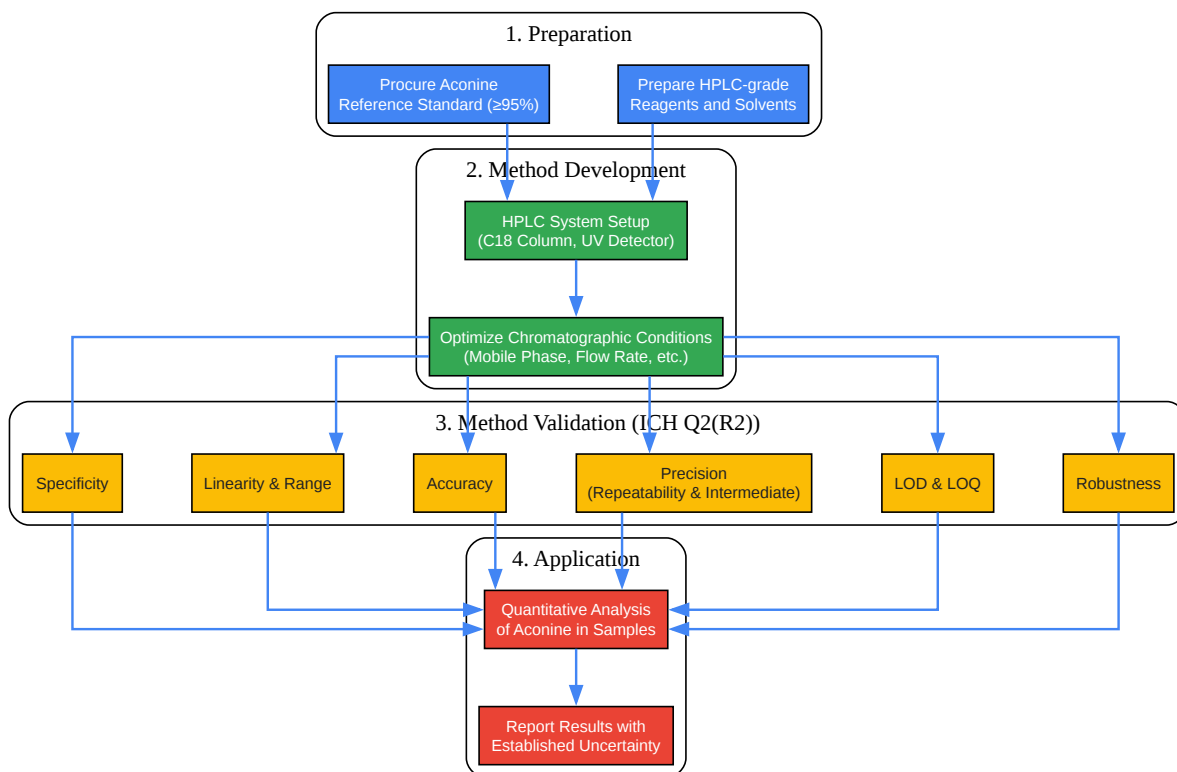 1. Preparation
Procure Aconine
Reference Standard (≥95%)
Prepare HPLC-grade
Reagents and Solvents
2. Method Development
HPLC System Setup
(C18 Column, UV Detector)
Optimize Chromatographic Conditions
(Mobile Phase, Flow Rate, etc.)
3. Method Validation (ICH Q2(R2))
Specificity
Linearity & Range
Accuracy
Precision
(Repeatability & Intermediate)
LOD & LOQ
Robustness
4. Application
Quantitative Analysis
of Aconine in Samples
Report Results with
Established Uncertainty